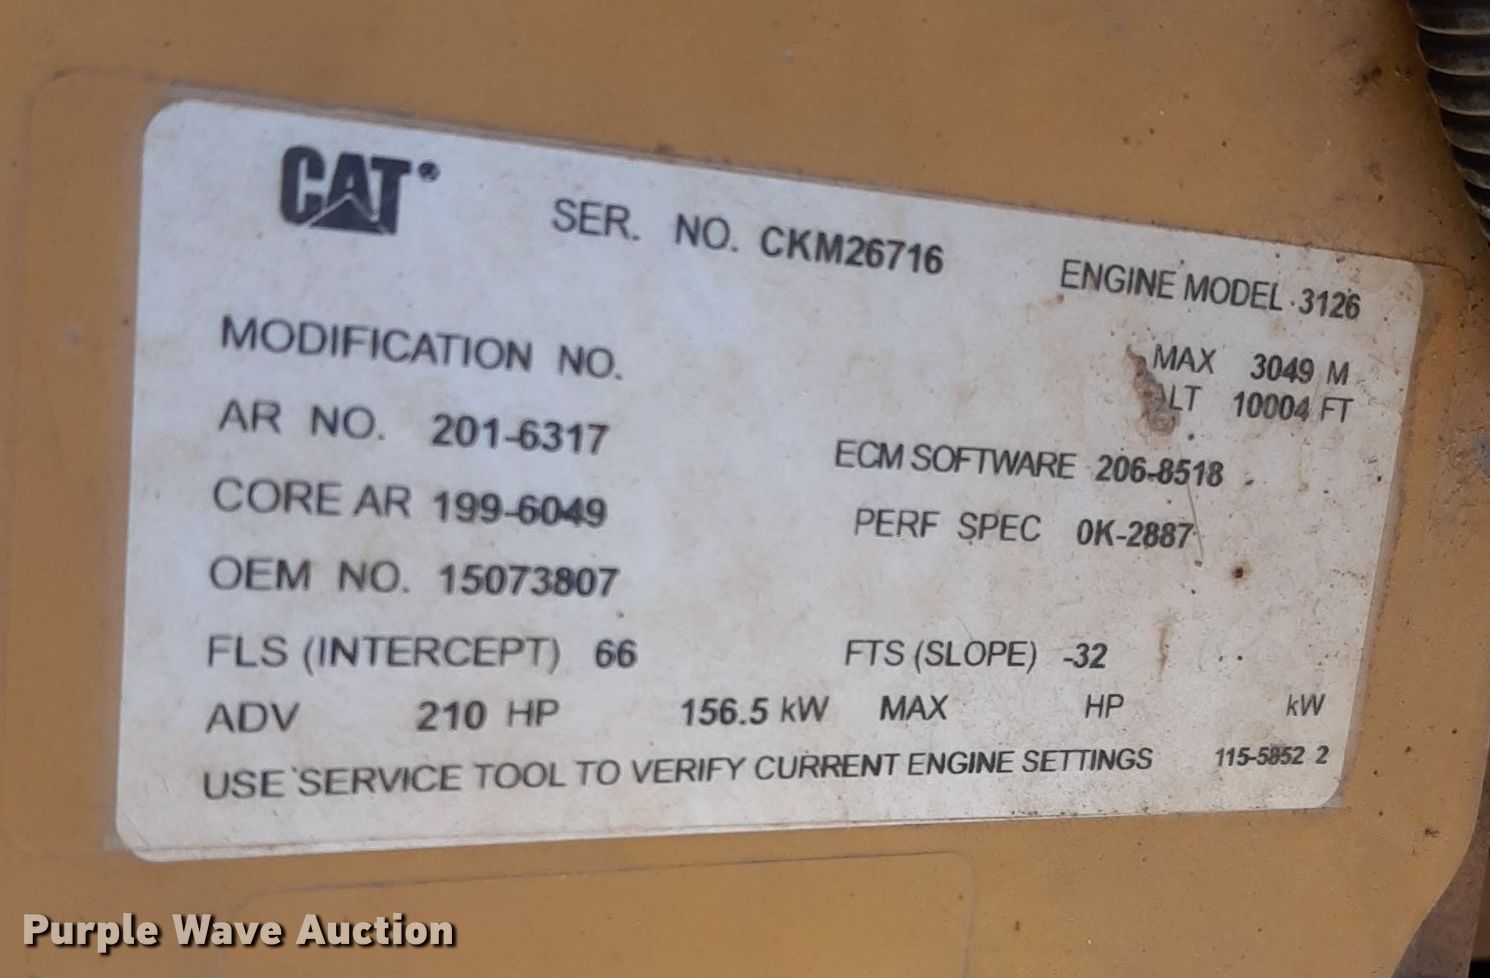 CAT®
SER. NO. CKM26716
ENGINE MODEL 3126
MODIFICATION NO.
MAX 3049 M
ALT 10004 FT
AR NO. 201-6317
ECM SOFTWARE 206-8518
CORE AR 199-6049
PERF SPEC 0K-2887
OEM NO. 15073807
FLS (INTERCEPT) 66 FTS (SLOPE) -32
ADV 210 HP 156.5 kW MAX HP kW
USE SERVICE TOOL TO VERIFY CURRENT ENGINE SETTINGS 115-5852 2
Purple Wave Auction